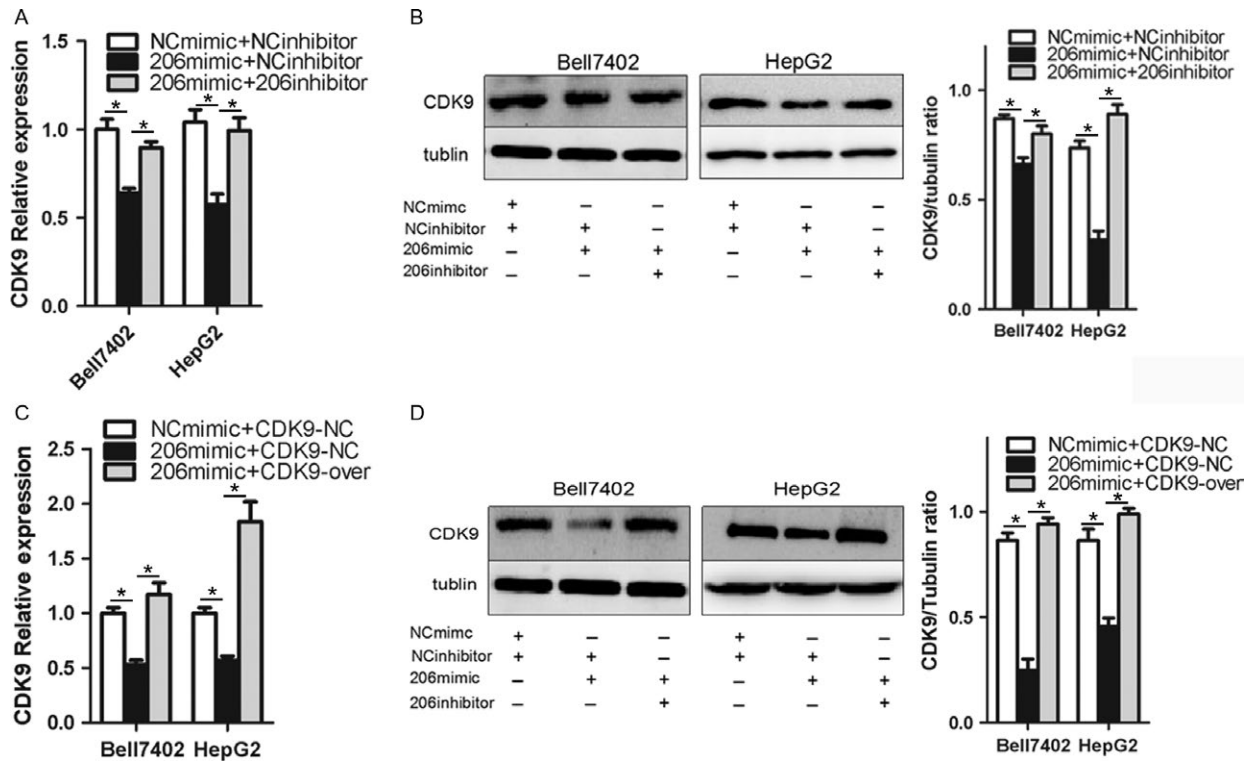 A
NCmimic+NCinhibitor
206mimic+NCinhibitor
206mimic+206inhibitor
CDK9 Relative expression
1.5
1.0
0.5
0.0
* * * *
Bell7402
HepG2
B
Bell7402 HepG2
CDK9
tublin
NCmimc + – – + – –
NCinhibitor + + – + + –
206mimic – + + – + +
206inhibitor – – + – – +
NCmimic+NCinhibitor
206mimic+NCinhibitor
206mimic+206inhibitor
CDK9/tubulin ratio
1.0
0.5
0.0
* * * *
Bell7402 HepG2
C
NCmimic+CDK9-NC
206mimic+CDK9-NC
206mimic+CDK9-over
CDK9 Relative expression
2.5
2.0
1.5
1.0
0.5
0.0
* * * *
Bell7402 HepG2
D
Bell7402 HepG2
CDK9
tublin
NCmimc + – – + – –
NCinhibitor + + – + + –
206mimic – + + – + +
206inhibitor – – + – – +
NCmimic+CDK9-NC
206mimic+CDK9-NC
206mimic+CDK9-over
CDK9/Tubulin ratio
1.0
0.5
0.0
* * * *
Bell7402 HepG2